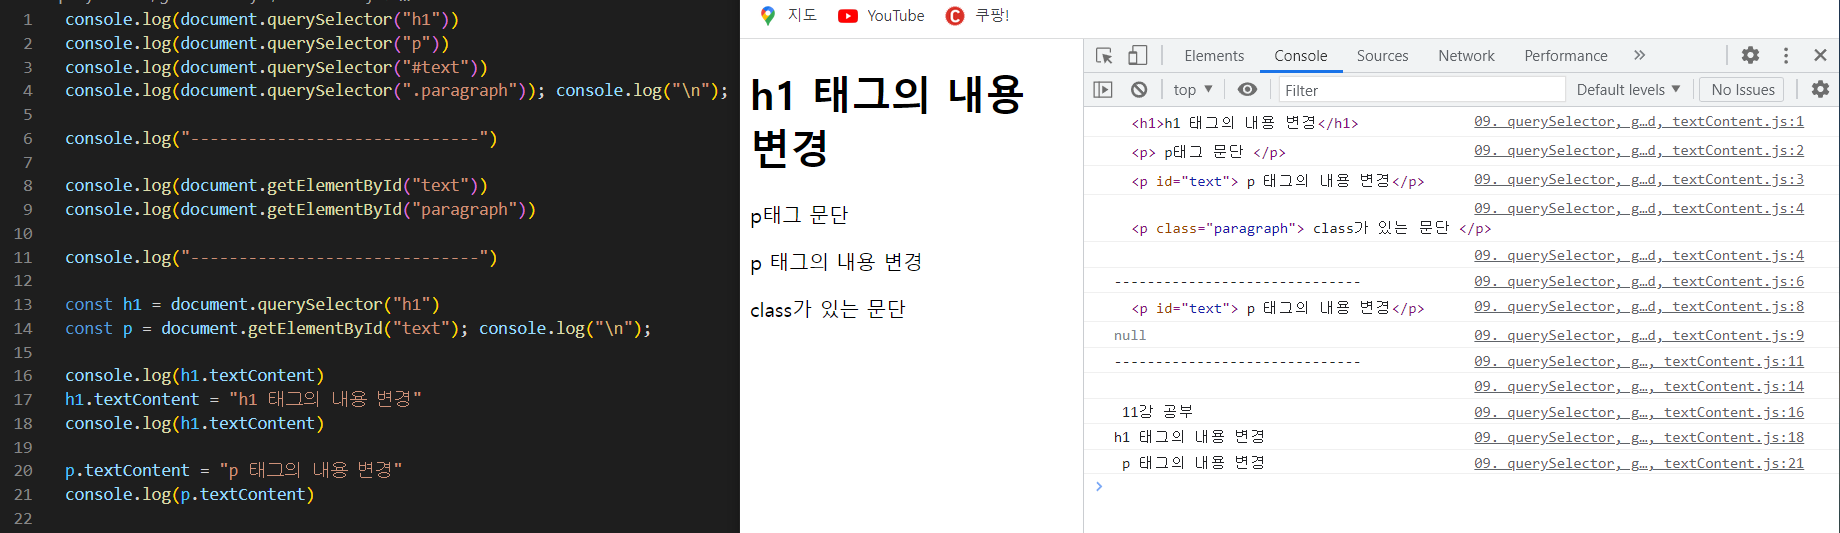 1 console.log(document.querySelector("h1"))
2 console.log(document.querySelector("p"))
3 console.log(document.querySelector("#text"))
4 console.log(document.querySelector(".paragraph")); console.log("\n");
5
6 console.log("------------------------------")
7
8 console.log(document.getElementById("text"))
9 console.log(document.getElementById("paragraph"))
10
11 console.log("------------------------------")
12
13 const h1 = document.querySelector("h1")
14 const p = document.getElementById("text"); console.log("\n");
15
16 console.log(h1.textContent)
17 h1.textContent = "h1 태그의 내용 변경"
18 console.log(h1.textContent)
19
20 p.textContent = "p 태그의 내용 변경"
21 console.log(p.textContent)
22
지도 YouTube 쿠팡!
h1 태그의 내용
변경
p태그 문단
p 태그의 내용 변경
class가 있는 문단
Elements Console Sources Network Performance »
top ▼ Filter Default levels ▼ No Issues
<h1>h1 태그의 내용 변경</h1> 09. querySelector, g…d, textContent.js:1
<p> p태그 문단 </p> 09. querySelector, g…d, textContent.js:2
<p id="text"> p 태그의 내용 변경</p> 09. querySelector, g…d, textContent.js:3
09. querySelector, g…d, textContent.js:4
<p class="paragraph"> class가 있는 문단 </p>
09. querySelector, g…d, textContent.js:4
------------------------------ 09. querySelector, g…d, textContent.js:6
<p id="text"> p 태그의 내용 변경</p> 09. querySelector, g…d, textContent.js:8
null 09. querySelector, g…d, textContent.js:9
------------------------------ 09. querySelector, g…, textContent.js:11
09. querySelector, g…, textContent.js:14
11강 공부 09. querySelector, g…, textContent.js:16
h1 태그의 내용 변경 09. querySelector, g…, textContent.js:18
p 태그의 내용 변경 09. querySelector, g…, textContent.js:21